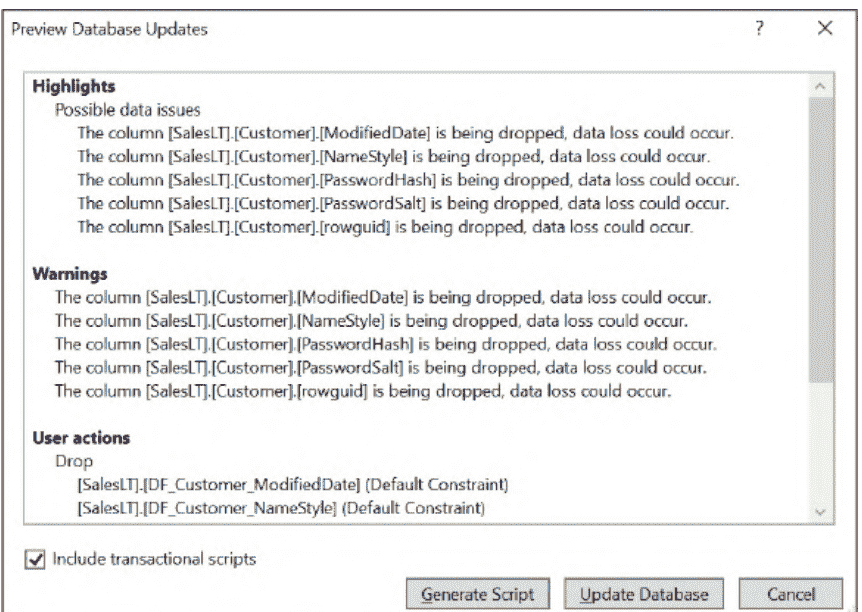 Preview Database Updates ? ×
Highlights
Possible data issues
The column [SalesLT].[Customer].[ModifiedDate] is being dropped, data loss could occur.
The column [SalesLT].[Customer].[NameStyle] is being dropped, data loss could occur.
The column [SalesLT].[Customer].[PasswordHash] is being dropped, data loss could occur.
The column [SalesLT].[Customer].[PasswordSalt] is being dropped, data loss could occur.
The column [SalesLT].[Customer].[rowguid] is being dropped, data loss could occur.
Warnings
The column [SalesLT].[Customer].[ModifiedDate] is being dropped, data loss could occur.
The column [SalesLT].[Customer].[NameStyle] is being dropped, data loss could occur.
The column [SalesLT].[Customer].[PasswordHash] is being dropped, data loss could occur.
The column [SalesLT].[Customer].[PasswordSalt] is being dropped, data loss could occur.
The column [SalesLT].[Customer].[rowguid] is being dropped, data loss could occur.
User actions
Drop
[SalesLT].[DF_Customer_ModifiedDate] (Default Constraint)
[SalesLT].[DF_Customer_NameStyle] (Default Constraint)
Include transactional scripts
Generate Script Update Database Cancel